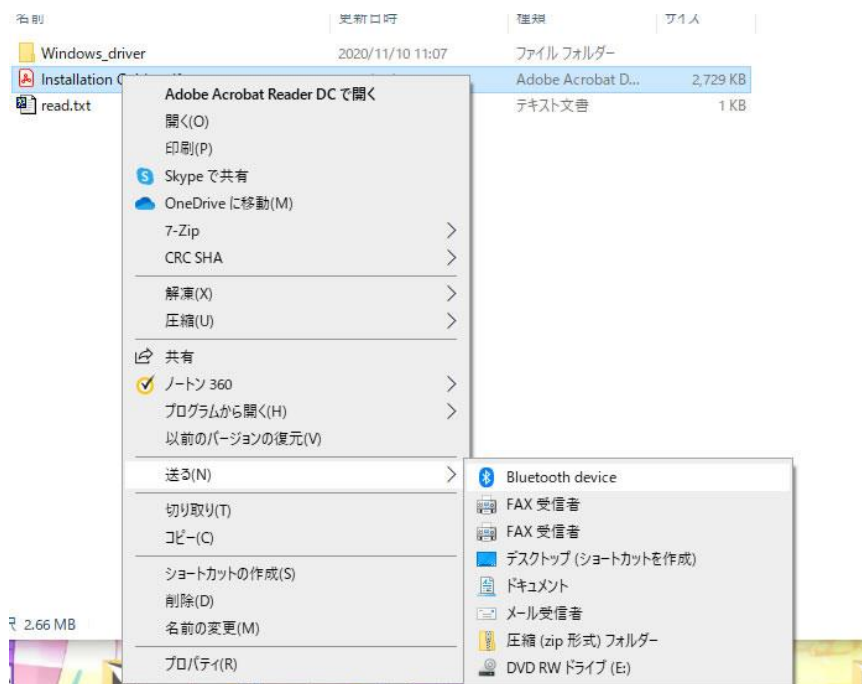 名前 更新日時 種類 サイズ
Windows_driver 2020/11/10 11:07 ファイル フォルダー
Installation Adobe Acrobat D... 2,729 KB
read.txt テキスト文書 1 KB
Adobe Acrobat Reader DC で開く
開く(O)
印刷(P)
Skype で共有
OneDrive に移動(M)
7-Zip
CRC SHA
解凍(X)
圧縮(U)
共有
ノートン 360
プログラムから開く(H)
以前のバージョンの復元(V)
送る(N)
切り取り(T)
コピー(C)
ショートカットの作成(S)
削除(D)
名前の変更(M)
プロパティ(R)
Bluetooth device
FAX 受信者
FAX 受信者
デスクトップ (ショートカットを作成)
ドキュメント
メール受信者
圧縮 (zip 形式) フォルダー
DVD RW ドライブ (E:)
2.66 MB